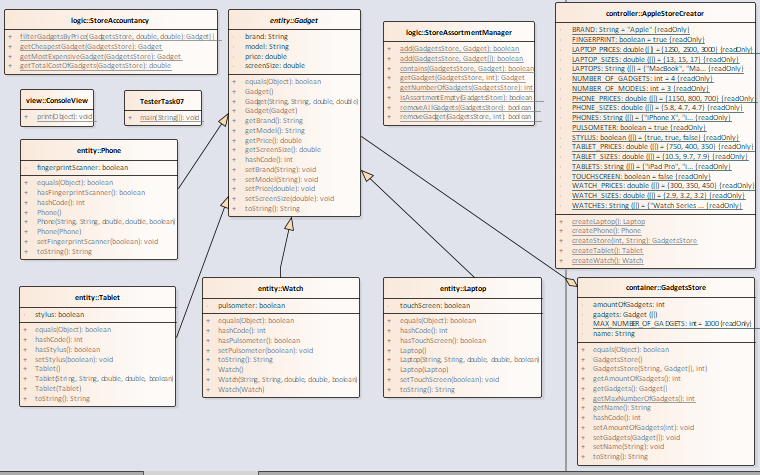 logic::StoreAccountancy
+ filterGadgetsByPrice(GadgetsStore, double, double): Gadget[]
+ getCheapestGadget(GadgetsStore): Gadget
+ getMostExpensiveGadget(GadgetsStore): Gadget
+ getTotalCostOfGadgets(GadgetsStore): double
view::ConsoleView
+ print(Object): void
TesterTask07
+ main(String[]): void
entity::Phone
- fingerprintScanner: boolean
+ equals(Object): boolean
+ hasFingerprintScanner(): boolean
+ hashCode(): int
+ Phone()
+ Phone(String, String, double, double, boolean)
+ Phone(Phone)
+ setFingerprintScanner(boolean): void
+ toString(): String
entity::Gadget
- brand: String
- model: String
- price: double
- screenSize: double
+ equals(Object): boolean
+ Gadget()
+ Gadget(String, String, double, double)
+ Gadget(Gadget)
+ getBrand(): String
+ getModel(): String
+ getPrice(): double
+ getScreenSize(): double
+ hashCode(): int
+ setBrand(String): void
+ setModel(String): void
+ setPrice(double): void
+ setScreenSize(double): void
+ toString(): String
logic::StoreAssortmentManager
+ add(GadgetsStore, Gadget): boolean
+ add(GadgetsStore, Gadget[]): boolean
+ contains(GadgetsStore, Gadget): boolean
+ getGadget(GadgetsStore, int): Gadget
+ getNumberOfGadgets(GadgetsStore): int
+ isAssortmentEmpty(GadgetsStore): boolean
+ removeAllGadgets(GadgetsStore): boolean
+ removeGadget(GadgetsStore, int): boolean
controller::AppleStoreCreator
- BRAND: String = "Apple" {readOnly}
- FINGERPRINT: boolean = true {readOnly}
- LAPTOP_PRICES: double ([]) = {1250, 2500, 3000} {readOnly}
- LAPTOP_SIZES: double ([]) = {13, 15, 17} {readOnly}
- LAPTOPS: String ([]) = {"MacBook", "Ma... {readOnly}
- NUMBER_OF_GADGETS: int = 4 {readOnly}
- NUMBER_OF_MODELS: int = 3 {readOnly}
- PHONE_PRICES: double ([]) = {1150, 800, 700} {readOnly}
- PHONE_SIZES: double ([]) = {5.8, 4.7, 4.7} {readOnly}
- PHONES: String ([]) = {"iPhone X", "i... {readOnly}
- PULSOMETER: boolean = true {readOnly}
- STYLUS: boolean ([]) = {true, true, false} {readOnly}
- TABLET_PRICES: double ([]) = {750, 400, 350} {readOnly}
- TABLET_SIZES: double ([]) = {10.5, 9.7, 7.9} {readOnly}
- TABLETS: String ([]) = {"iPad Pro", "i... {readOnly}
- TOUCHSCREEN: boolean = false {readOnly}
- WATCH_PRICES: double ([]) = {300, 350, 450} {readOnly}
- WATCH_SIZES: double ([]) = {2.9, 3.2, 3.2} {readOnly}
- WATCHES: String ([]) = {"Watch Series ... {readOnly}
+ createLaptop(): Laptop
+ createPhone(): Phone
+ createStore(int, String): GadgetsStore
+ createTablet(): Tablet
+ createWatch(): Watch
entity::Tablet
- stylus: boolean
+ equals(Object): boolean
+ hashCode(): int
+ hasStylus(): boolean
+ setStylus(boolean): void
+ Tablet()
+ Tablet(String, String, double, double, boolean)
+ Tablet(Tablet)
+ toString(): String
entity::Watch
- pulsometer: boolean
+ equals(Object): boolean
+ hashCode(): int
+ hasPulsometer(): boolean
+ setPulsometer(boolean): void
+ toString(): String
+ Watch()
+ Watch(String, String, double, double, boolean)
+ Watch(Watch)
entity::Laptop
- touchScreen: boolean
+ equals(Object): boolean
+ hashCode(): int
+ hasTouchScreen(): boolean
+ Laptop()
+ Laptop(String, String, double, double, boolean)
+ Laptop(Laptop)
+ setTouchScreen(boolean): void
+ toString(): String
container::GadgetsStore
- amountOfGadgets: int
- gadgets: Gadget ([])
- MAX_NUMBER_OF_GADGETS: int = 1000 {readOnly}
- name: String
+ equals(Object): boolean
+ GadgetsStore()
+ GadgetsStore(String, Gadget[], int)
+ getAmountOfGadgets(): int
+ getGadgets(): Gadget[]
+ getMaxNumberOfGadgets(): int
+ getName(): String
+ hashCode(): int
+ setAmountOfGadgets(int): void
+ setGadgets(Gadget[]): void
+ setName(String): void
+ toString(): String